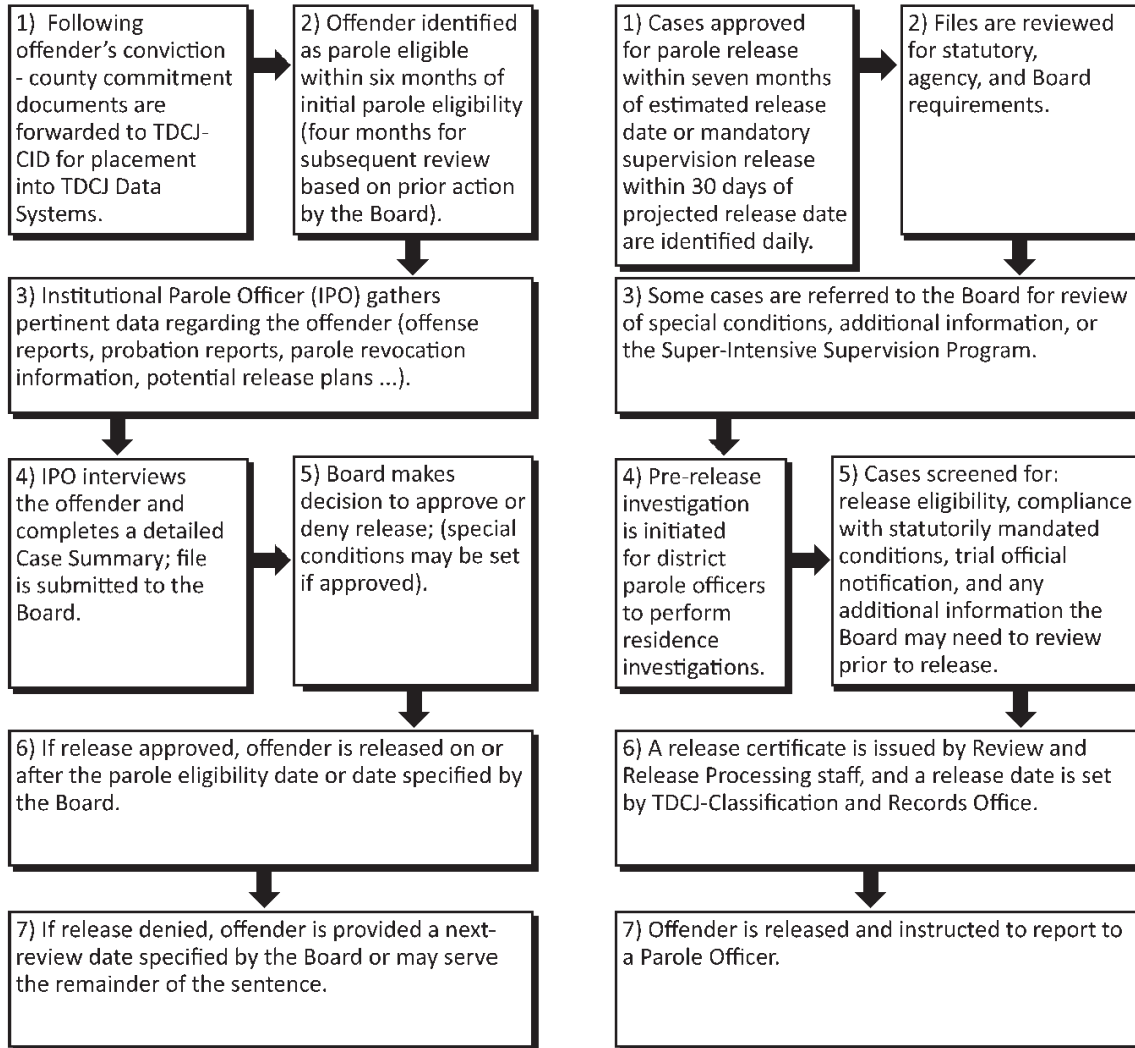 1)  Following
offender’s conviction
- county commitment
documents are
forwarded to TDCJ-
CID for placement
into TDCJ Data
Systems.
2) Offender identified
as parole eligible
within six months of
initial parole eligibility
(four months for
subsequent review
based on prior action
by the Board).
3) Institutional Parole Officer (IPO) gathers
pertinent data regarding the offender (offense
reports, probation reports, parole revocation
information, potential release plans ...).
4) IPO interviews
the offender and
completes a detailed
Case Summary; file
is submitted to the
Board.
5) Board makes
decision to approve or
deny release; (special
conditions may be set
if approved).
6) If release approved, offender is released on or
after the parole eligibility date or date specified by
the Board.
7) If release denied, offender is provided a next-
review date specified by the Board or may serve
the remainder of the sentence.
1) Cases approved
for parole release
within seven months
of estimated release
date or mandatory
supervision release
within 30 days of
projected release date
are identified daily.
2) Files are reviewed
for statutory,
agency, and Board
requirements.
3) Some cases are referred to the Board for review
of special conditions, additional information, or
the Super-Intensive Supervision Program.
4) Pre-release
investigation
is initiated
for district
parole officers
to perform
residence
investigations.
5) Cases screened for:
release eligibility, compliance
with statutorily mandated
conditions, trial official
notification, and any
additional information the
Board may need to review
prior to release.
6) A release certificate is issued by Review and
Release Processing staff, and a release date is set
by TDCJ-Classification and Records Office.
7) Offender is released and instructed to report to
a Parole Officer.